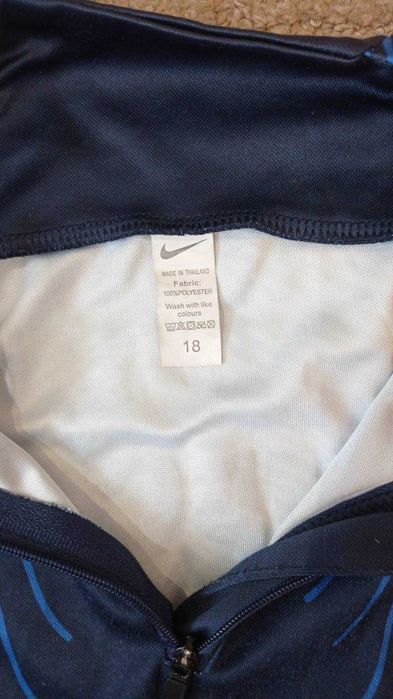 MADE IN THAILAND
Fabric:
100%POLYESTER
Wash with like
colours
18